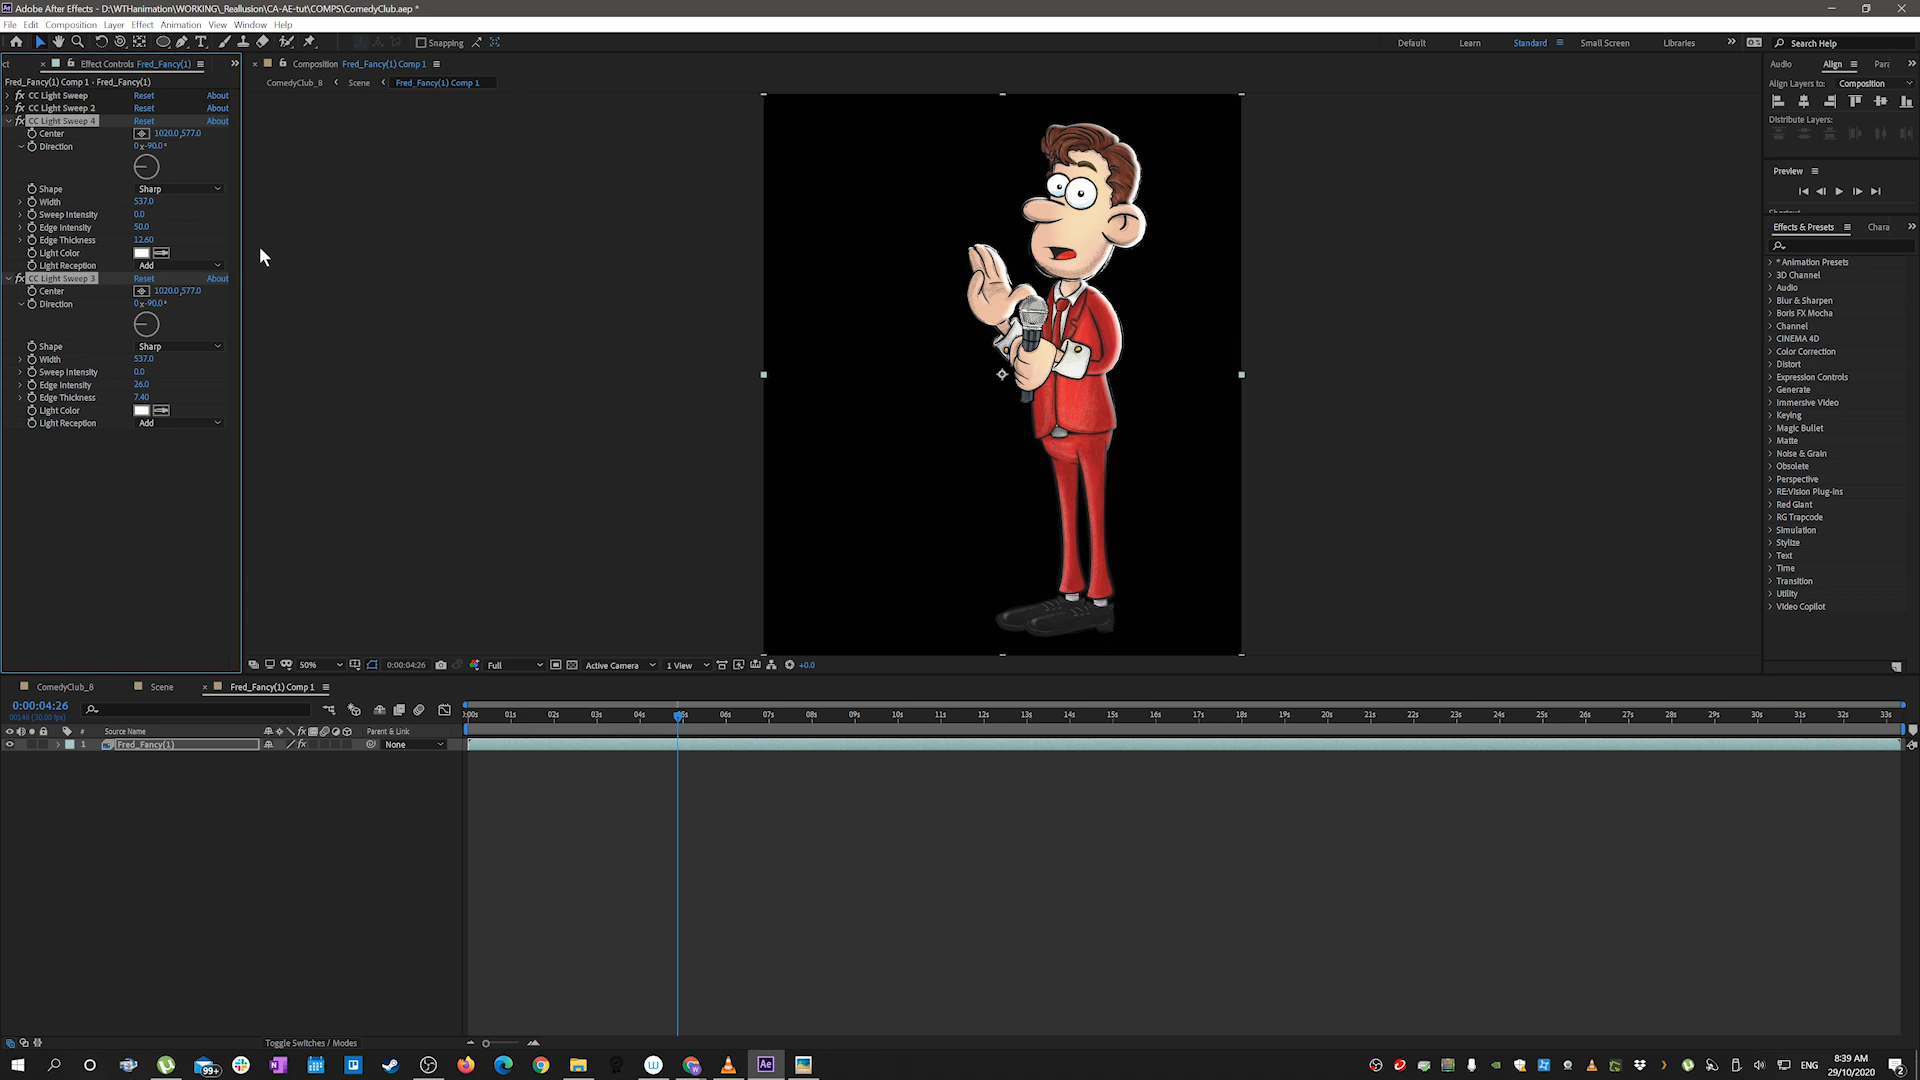 Adobe After Effects - D:\WTHanimation\WORKING\_Reallusion\CA-AE-tut\COMPS\ComedyClub.aep *
File Edit Composition Layer Effect Animation View Window Help
Snapping
Default Learn Standard Small Screen Libraries Search Help
Effect Controls Fred_Fancy(1)
Composition Fred_Fancy(1) Comp 1
Audio Align Para
Fred_Fancy(1) Comp 1 · Fred_Fancy(1)
ComedyClub_8 Scene Fred_Fancy(1) Comp 1
Align Layers to: Composition
CC Light Sweep Reset About
CC Light Sweep 2 Reset About
CC Light Sweep 4 Reset About
Center 1020.0,577.0
Direction 0 x-90.0°
Shape Sharp
Width 537.0
Sweep Intensity 0.0
Edge Intensity 50.0
Edge Thickness 12.60
Light Color
Light Reception Add
CC Light Sweep 3 Reset About
Center 1020.0,577.0
Direction 0 x-90.0°
Shape Sharp
Width 537.0
Sweep Intensity 0.0
Edge Intensity 26.0
Edge Thickness 7.40
Light Color
Light Reception Add
Distribute Layers:
Preview
Effects & Presets Chara
* Animation Presets
3D Channel
Audio
Blur & Sharpen
Boris FX Mocha
Channel
CINEMA 4D
Color Correction
Distort
Expression Controls
Generate
Immersive Video
Keying
Magic Bullet
Matte
Noise & Grain
Obsolete
Perspective
RE:Vision Plug-ins
Red Giant
RG Trapcode
Simulation
Stylize
Text
Time
Transition
Utility
Video Copilot
50% 0:00:04:26 Full Active Camera 1 View +0.0
ComedyClub_8 Scene Fred_Fancy(1) Comp 1
0:00:04:26
00146 (30.00 fps)
:00s 01s 02s 03s 04s 05s 06s 07s 08s 09s 10s 11s 12s 13s 14s 15s 16s 17s 18s 19s 20s 21s 22s 23s 24s 25s 26s 27s 28s 29s 30s 31s 32s 33s
# Source Name Parent & Link
1 Fred_Fancy(1) None
Toggle Switches / Modes
99+ ENG 8:39 AM
29/10/2020 2